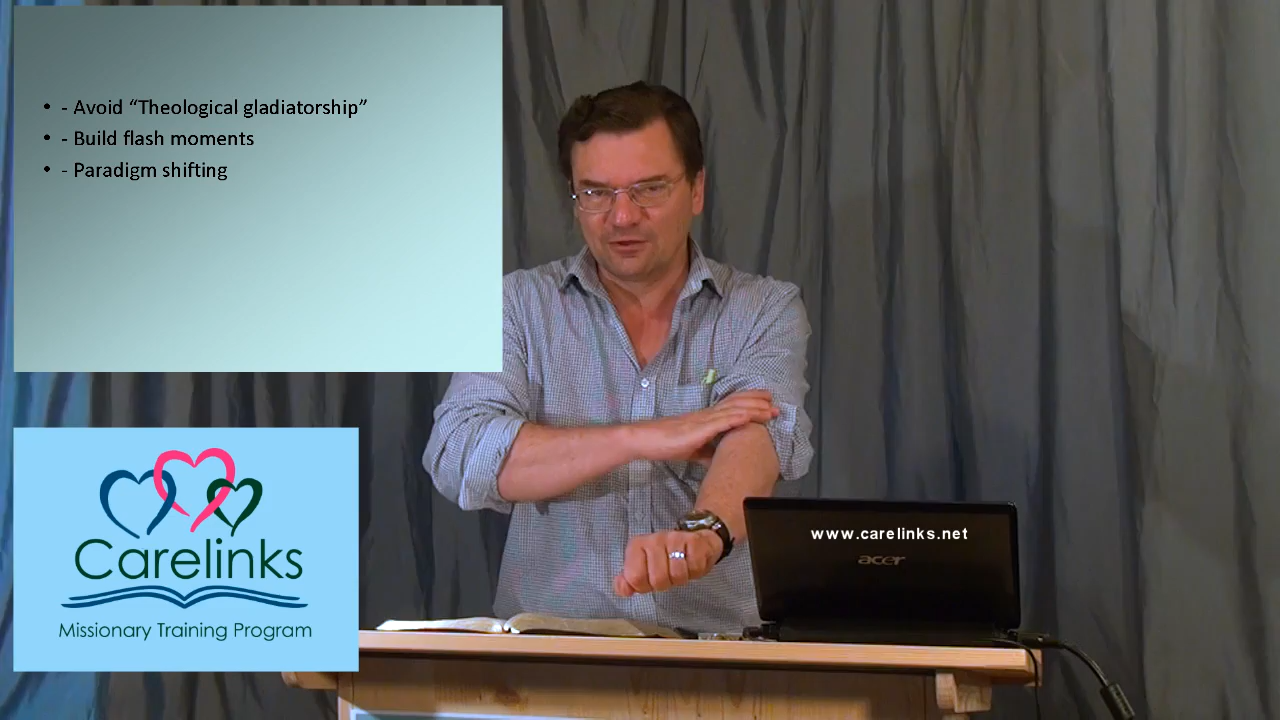 • - Avoid “Theological gladiatorship”
• - Build flash moments
• - Paradigm shifting
Carelinks
Missionary Training Program
www.carelinks.net
acer